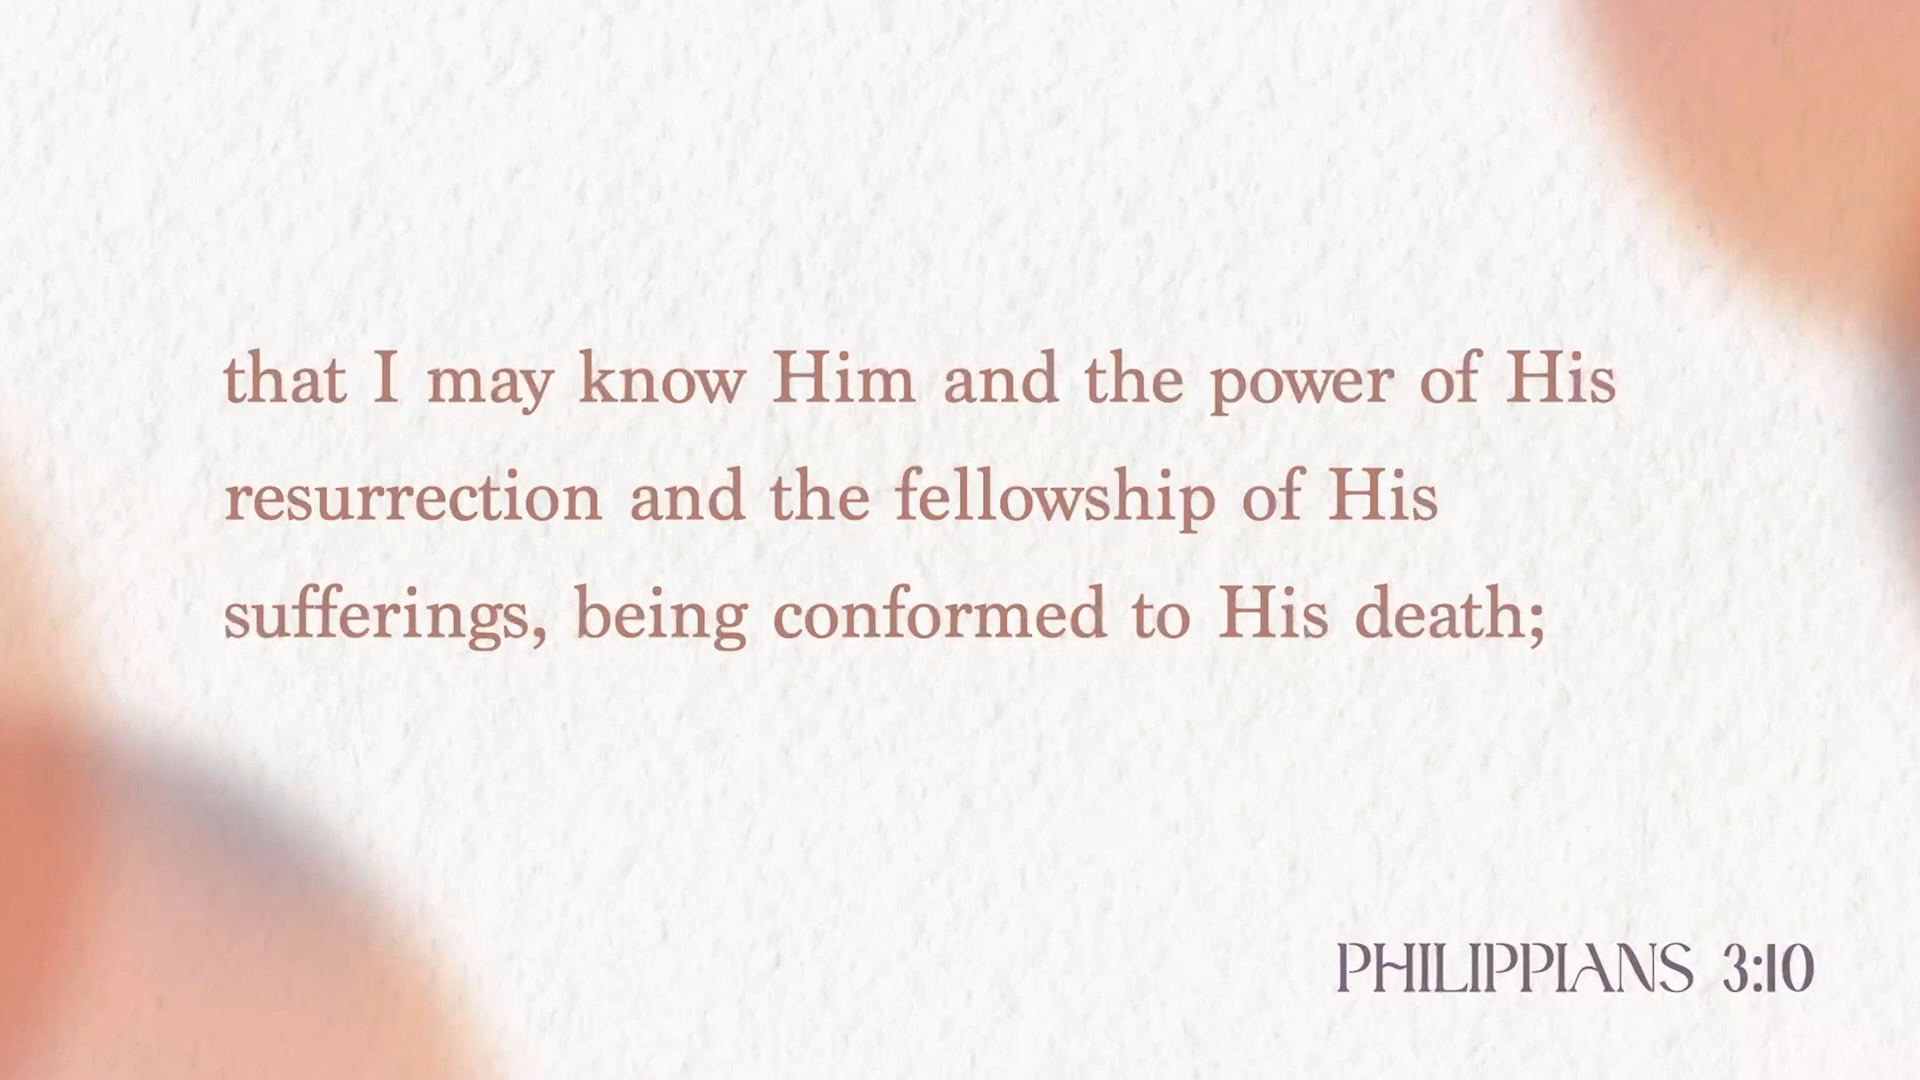 that I may know Him and the power of His
resurrection and the fellowship of His
sufferings, being conformed to His death;
PHILIPPIANS 3:10